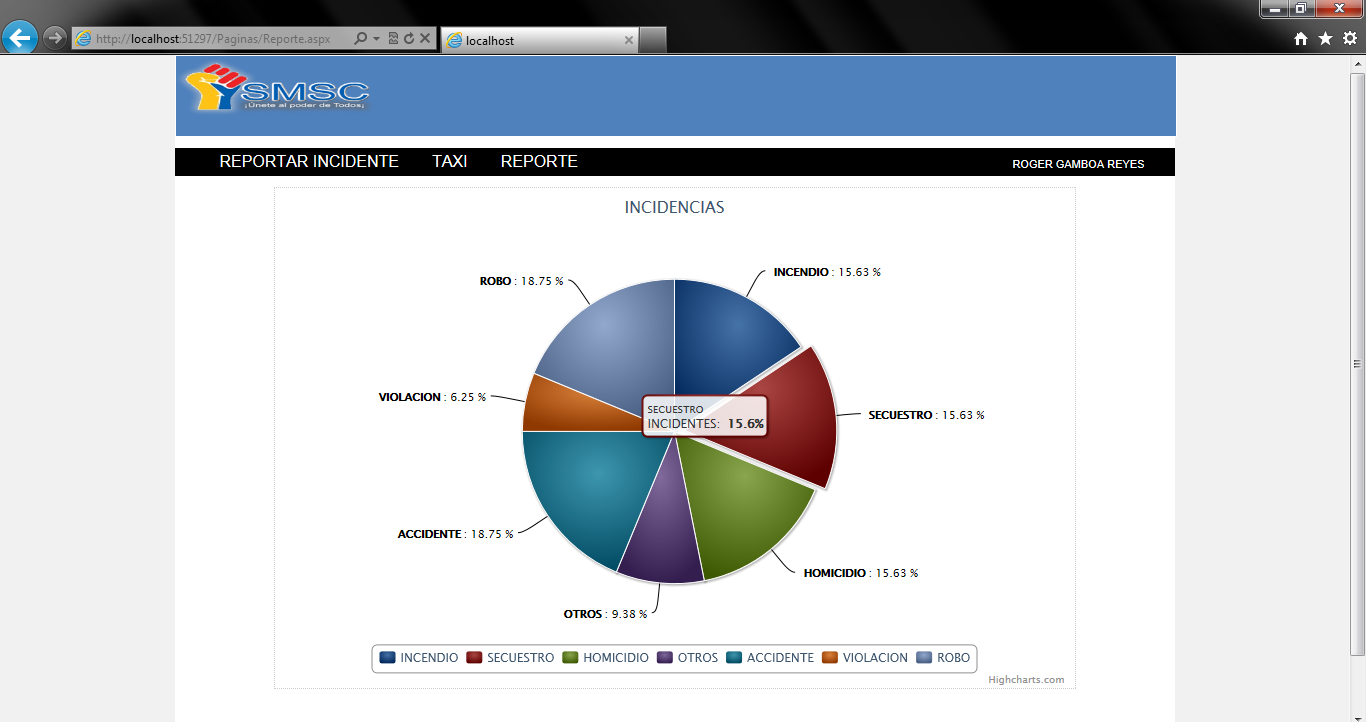 http://localhost:51297/Paginas/Reporte.aspx
localhost
SMSC
¡Únete al poder de Todos¡
REPORTAR INCIDENTE TAXI REPORTE
ROGER GAMBOA REYES
INCIDENCIAS
INCENDIO : 15.63 %
ROBO : 18.75 %
VIOLACION : 6.25 %
SECUESTRO
INCIDENTES: 15.6%
SECUESTRO : 15.63 %
ACCIDENTE : 18.75 %
HOMICIDIO : 15.63 %
OTROS : 9.38 %
INCENDIO SECUESTRO HOMICIDIO OTROS ACCIDENTE VIOLACION ROBO
Highcharts.com